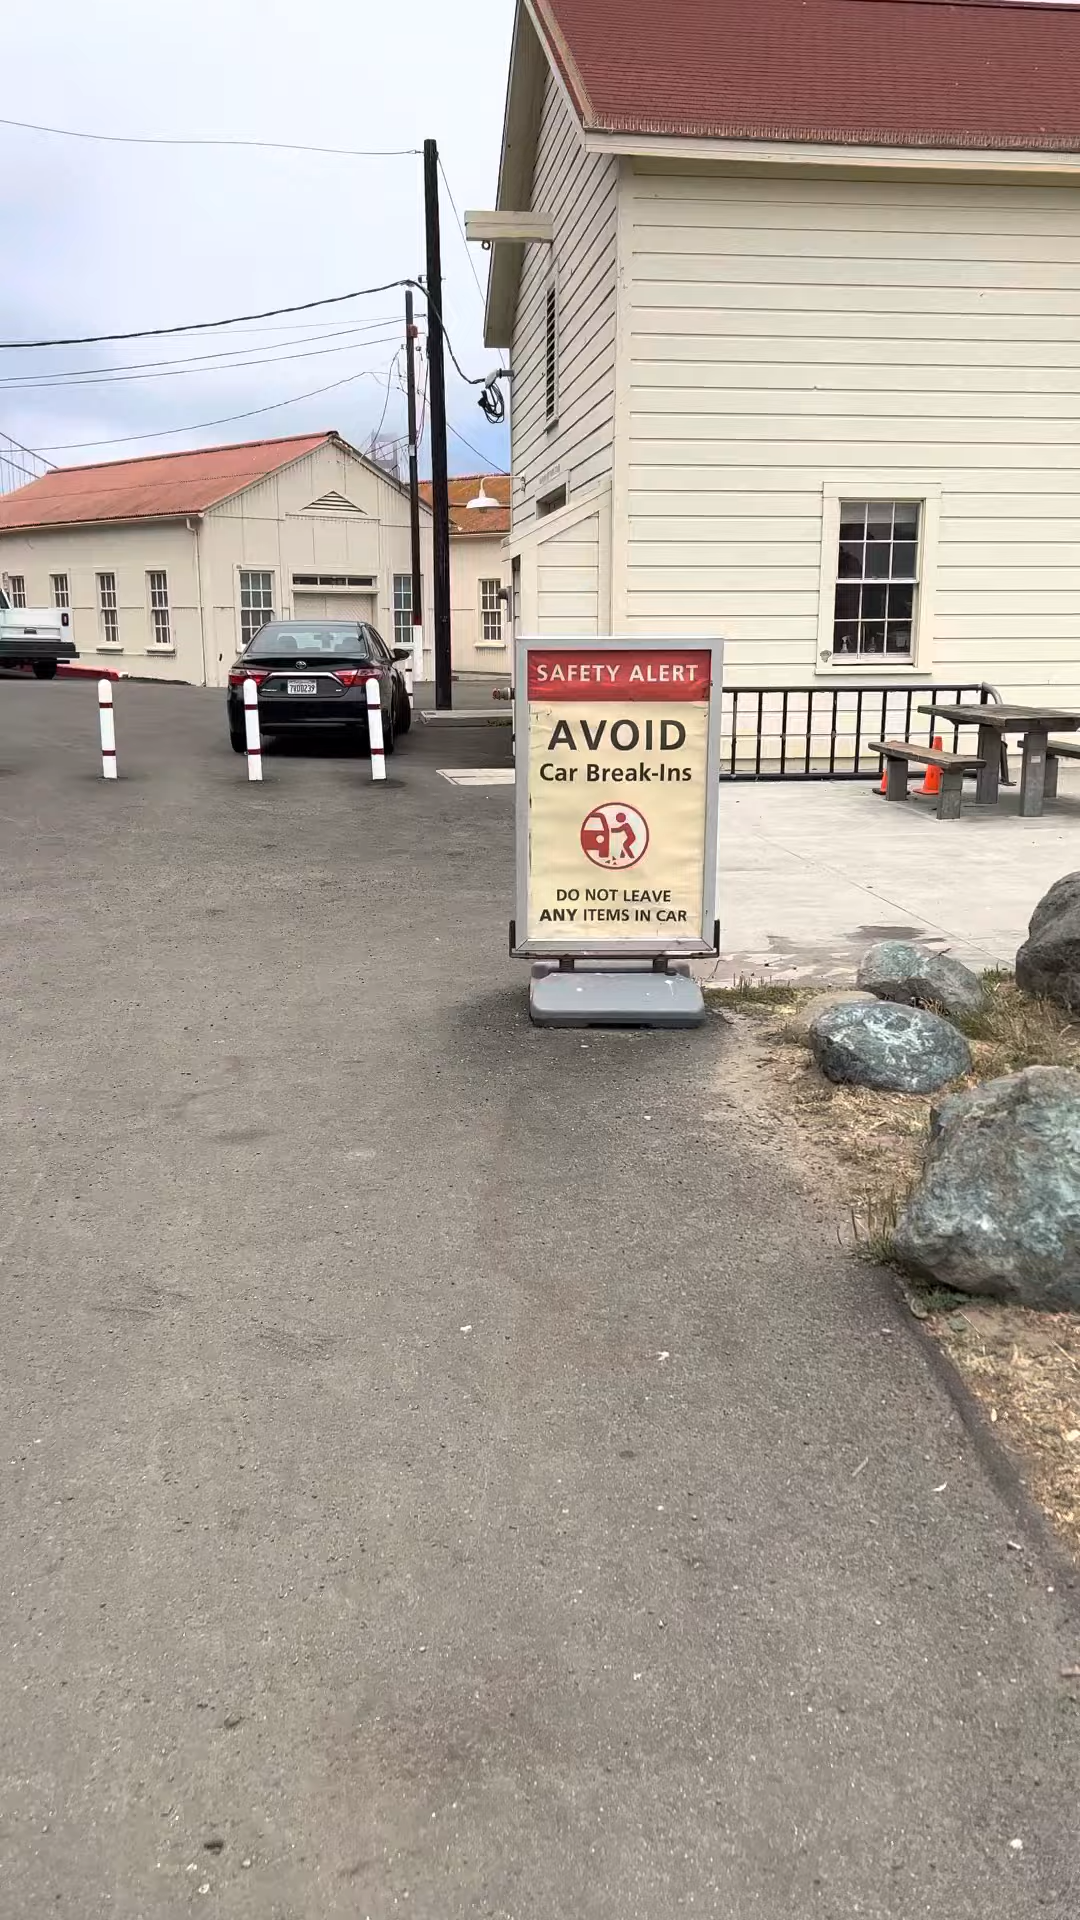 SAFETY ALERT
AVOID
Car Break-Ins
DO NOT LEAVE
ANY ITEMS IN CAR